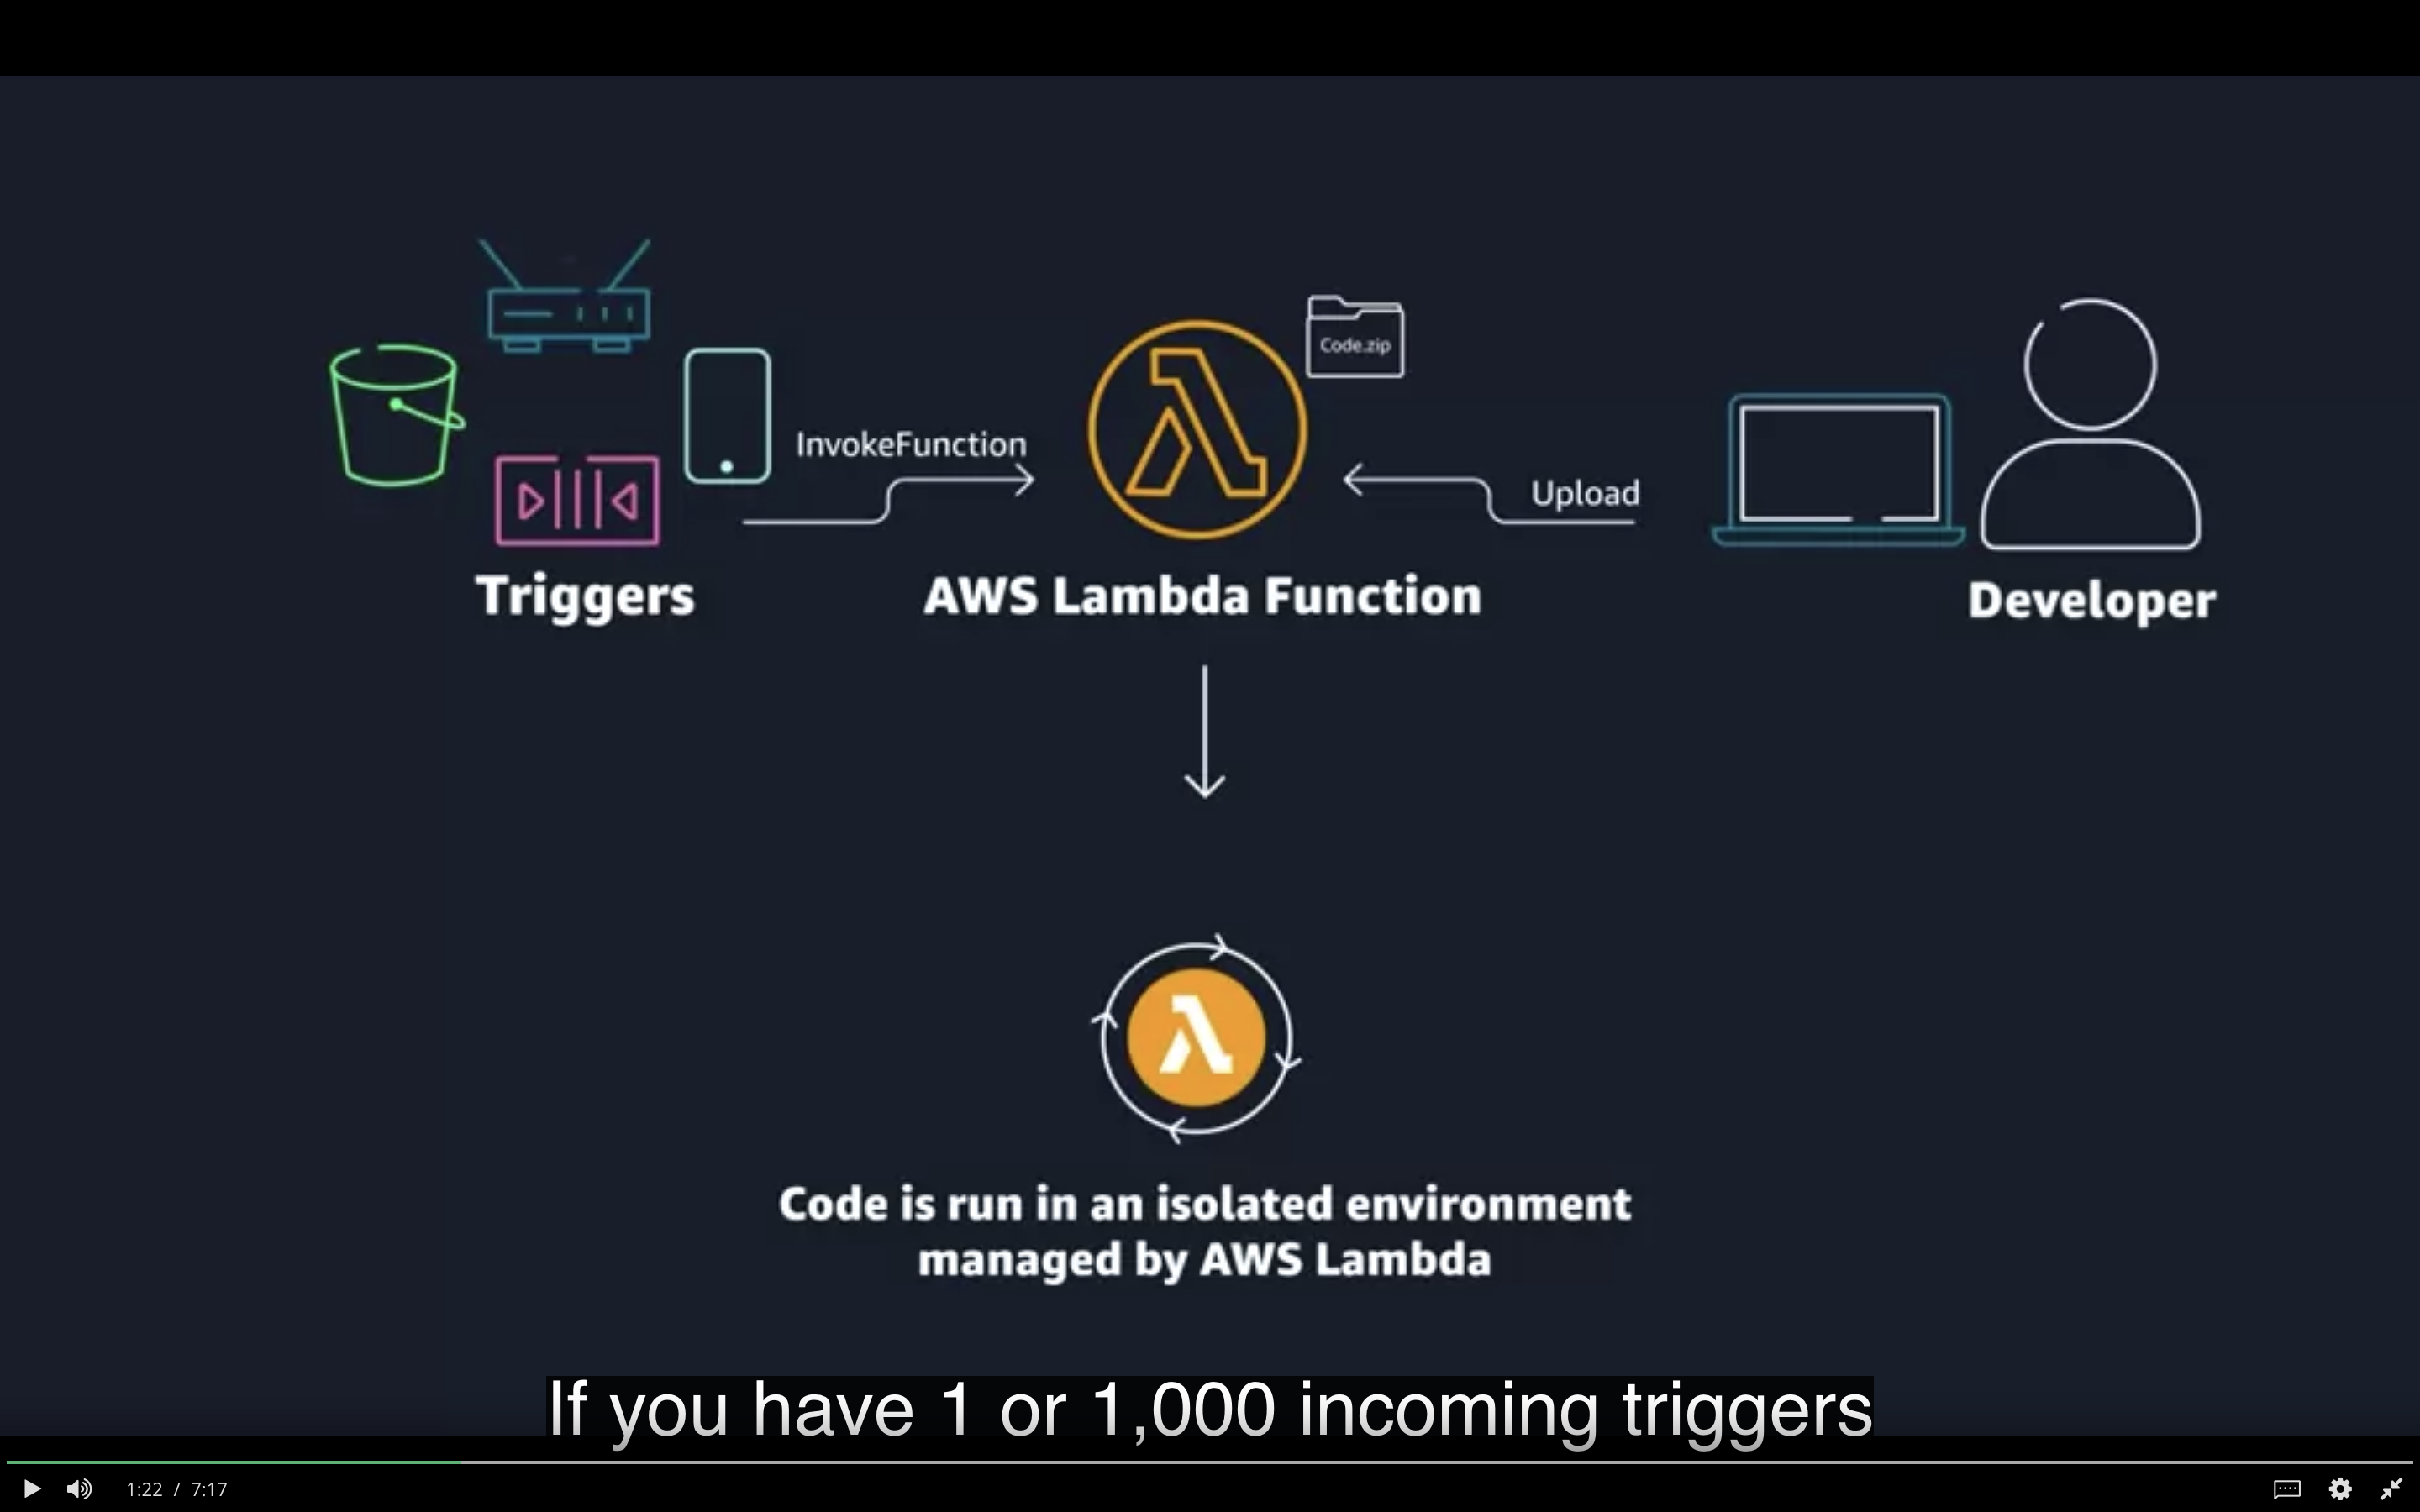 Code.zip
InvokeFunction
Upload
Triggers
AWS Lambda Function
Developer
Code is run in an isolated environment
managed by AWS Lambda
If you have 1 or 1,000 incoming triggers
1:22 / 7:17